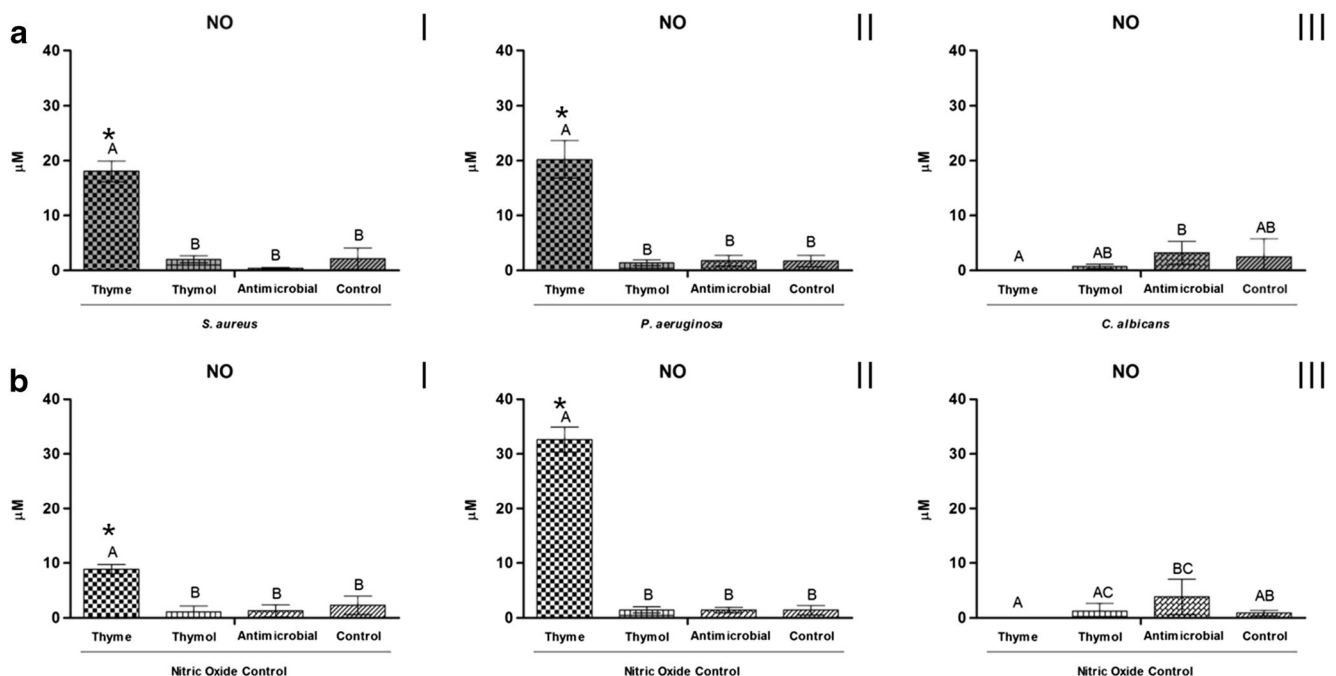 a
NO I
40
30
20
10
0
µM
* A
B
B
B
Thyme Thymol Antimicrobial Control
S. aureus
NO II
40
30
20
10
0
µM
* A
B
B
B
Thyme Thymol Antimicrobial Control
P. aeruginosa
NO III
40
30
20
10
0
µM
A
AB
B
AB
Thyme Thymol Antimicrobial Control
C. albicans
b
NO I
40
30
20
10
0
µM
* A
B
B
B
Thyme Thymol Antimicrobial Control
Nitric Oxide Control
NO II
40
30
20
10
0
µM
* A
B
B
B
Thyme Thymol Antimicrobial Control
Nitric Oxide Control
NO III
40
30
20
10
0
µM
A
AC
BC
AB
Thyme Thymol Antimicrobial Control
Nitric Oxide Control